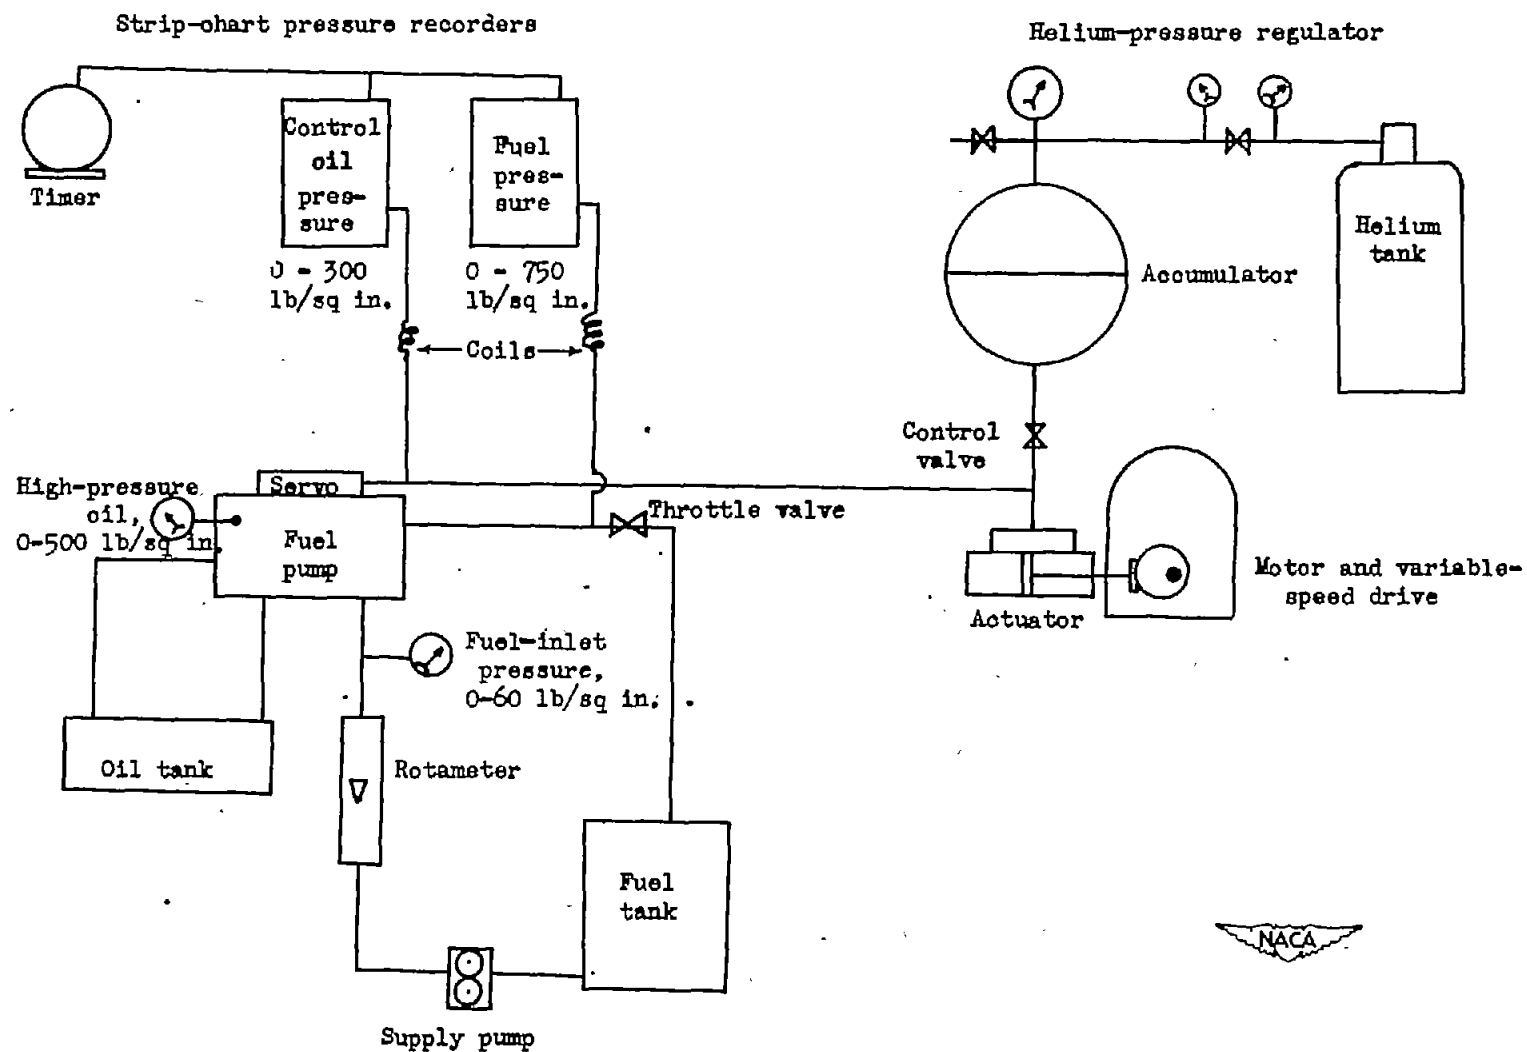 Strip-chart pressure recorders
Helium-pressure regulator
Control
oil
pres-
sure
Fuel
pres-
sure
Timer
Helium
tank
0 - 300
lb/sq in.
0 - 750
lb/sq in.
Accumulator
Coils
Control
valve
High-pressure
oil,
0-500 lb/sq in.
Servo
Throttle valve
Fuel
pump
Motor and variable-
speed drive
Actuator
Fuel-inlet
pressure,
0-60 lb/sq in.
Oil tank
Rotameter
Fuel
tank
NACA
Supply pump